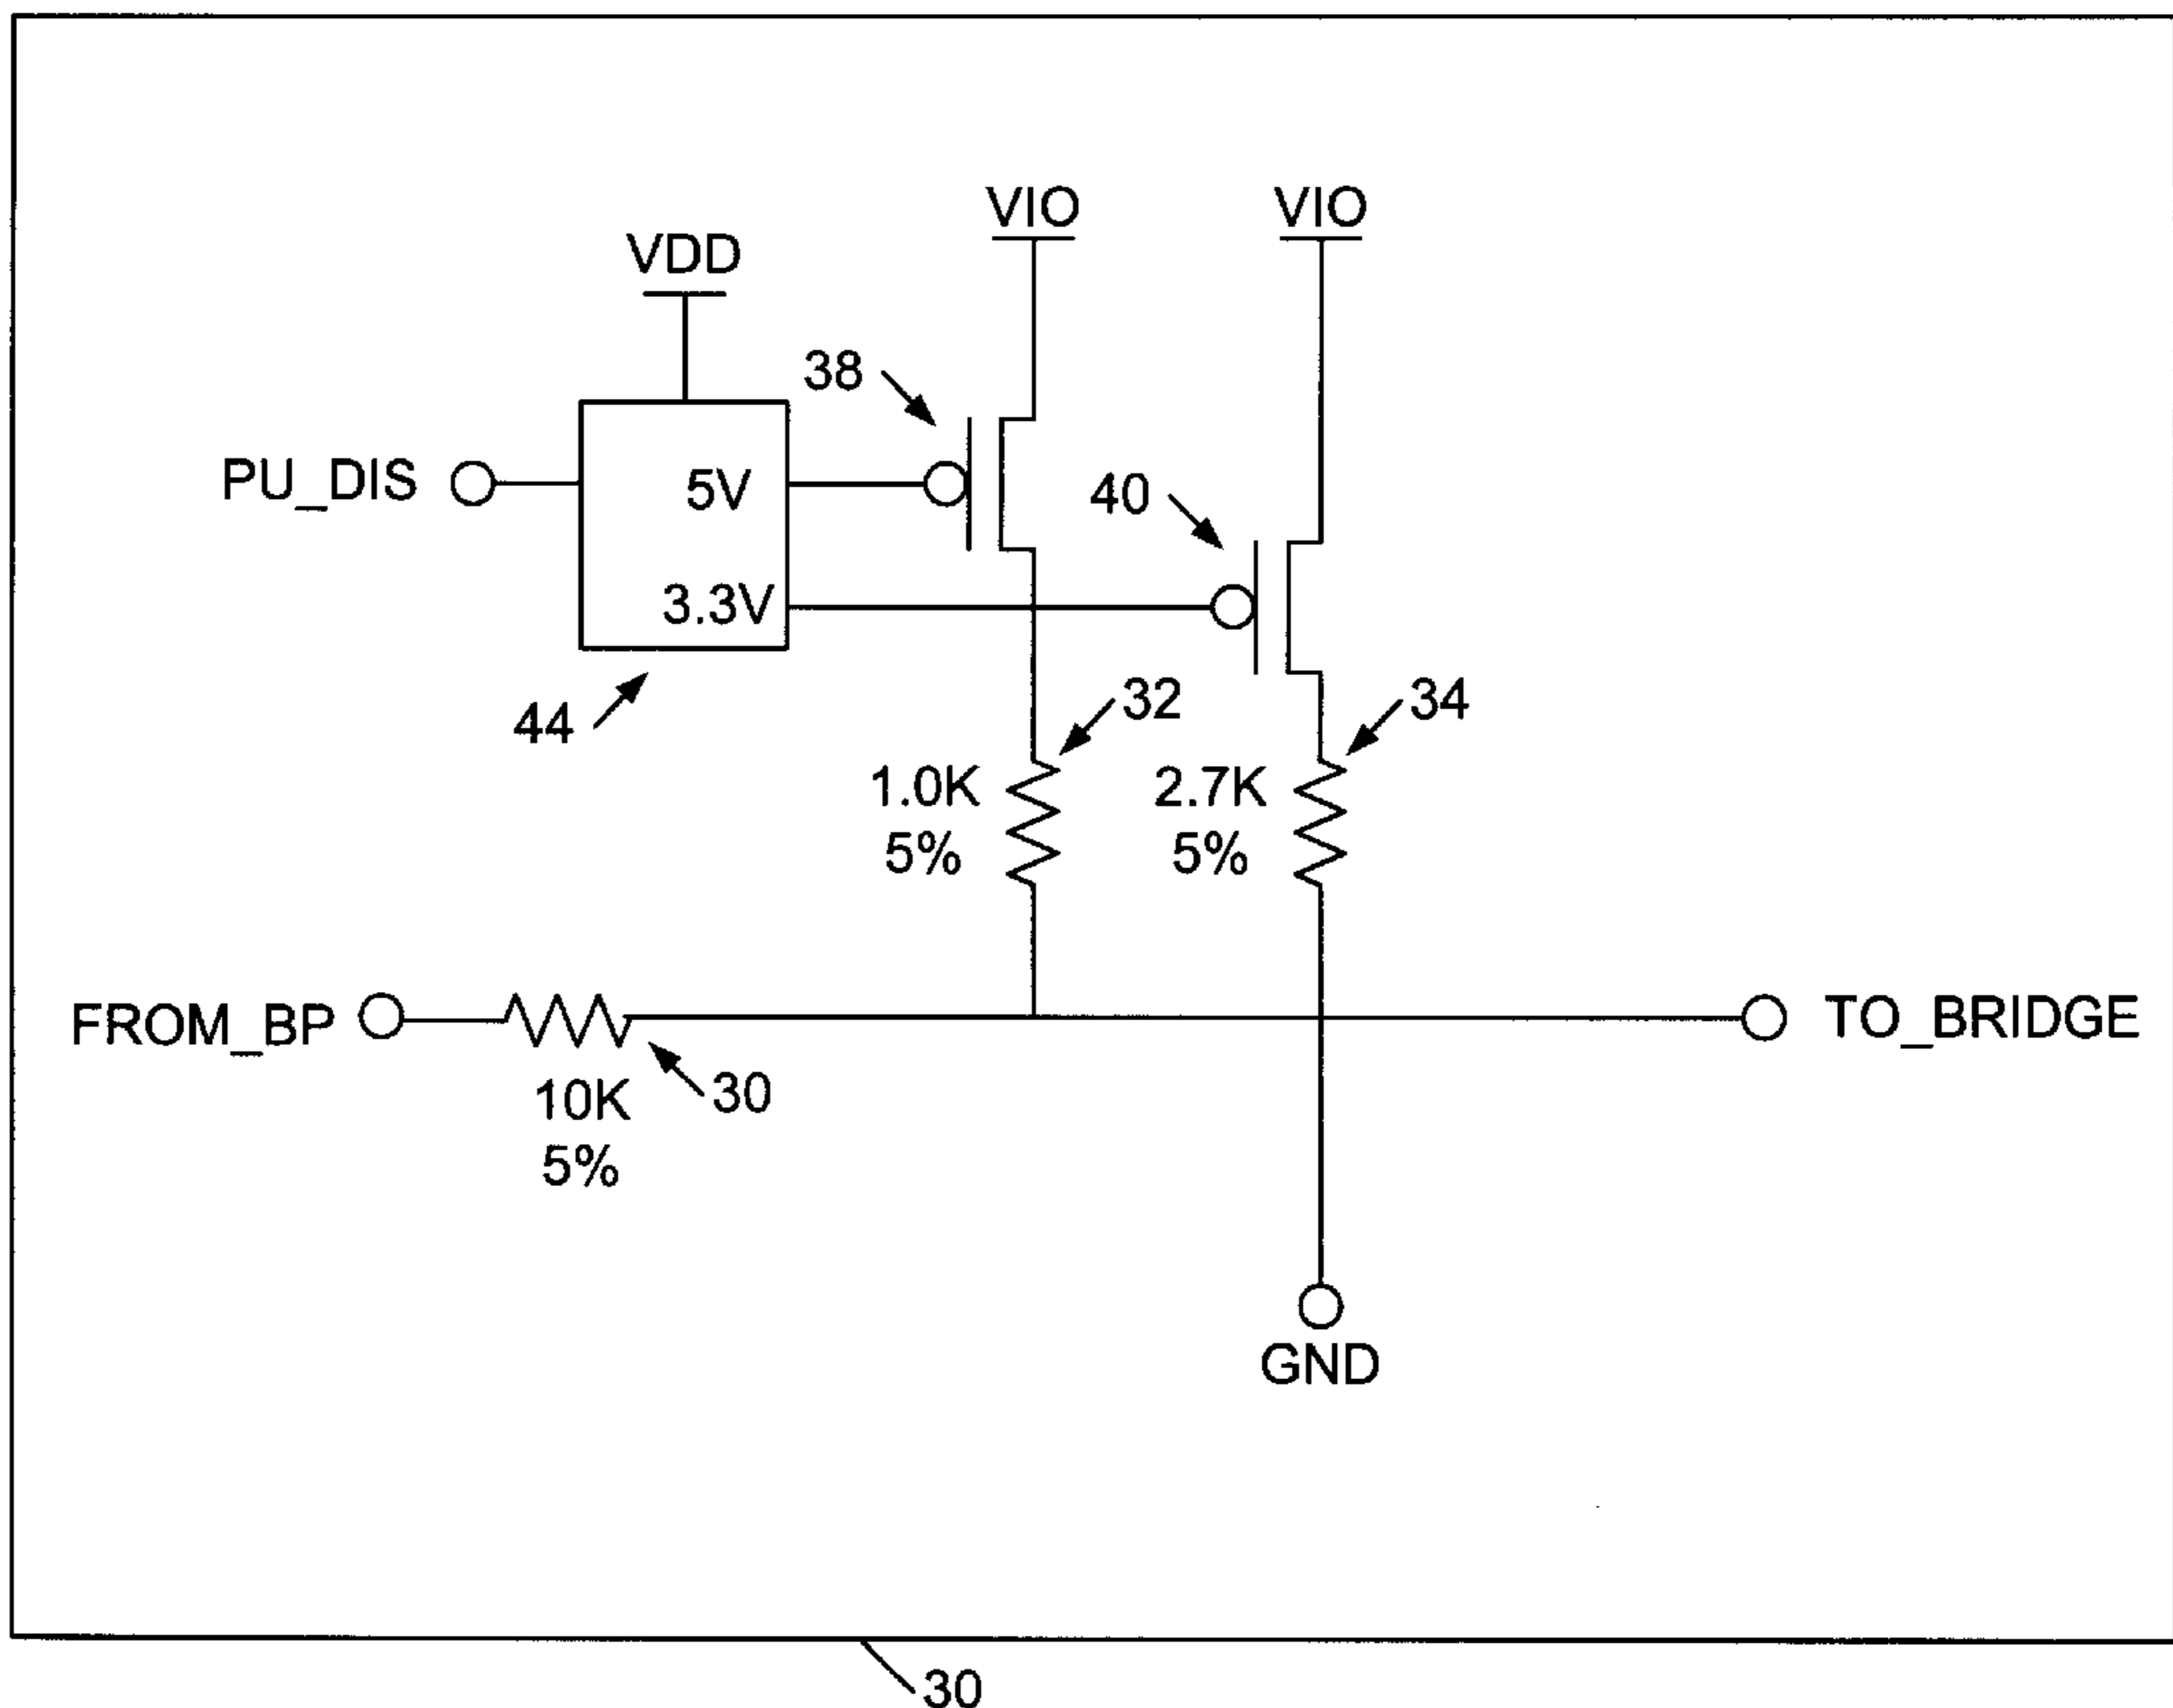 VIO
VIO
VDD
38
PU_DIS
5V
40
3.3V
44
32
34
1.0K
5%
2.7K
5%
FROM_BP
TO_BRIDGE
30
10K
5%
GND
30